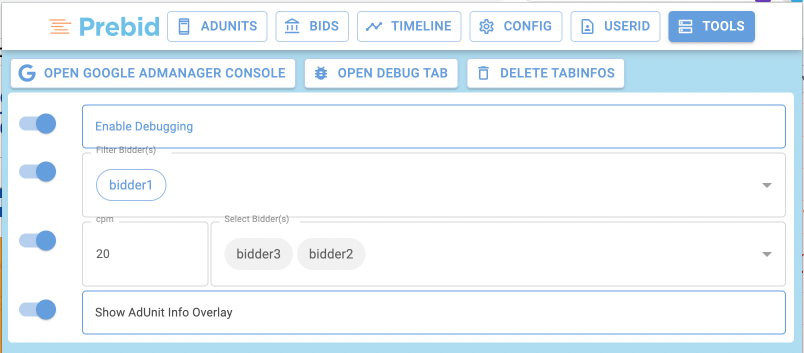 Prebid ADUNITS BIDS TIMELINE CONFIG USERID TOOLS
OPEN GOOGLE ADMANAGER CONSOLE OPEN DEBUG TAB DELETE TABINFOS
Enable Debugging
Filter Bidder(s)
bidder1
cpm Select Bidder(s)
20 bidder3 bidder2
Show AdUnit Info Overlay